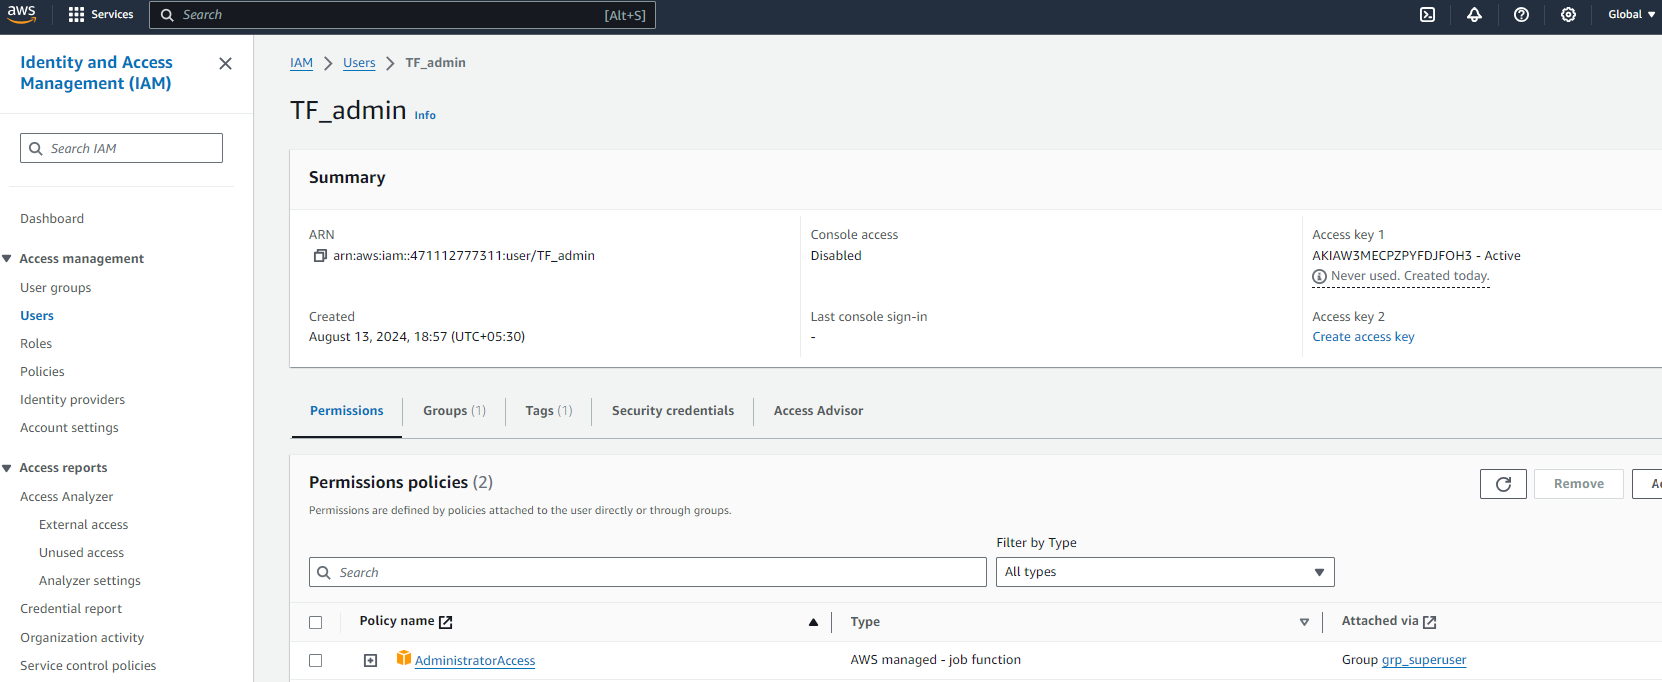 aws Services Search [Alt+S] Global
Identity and Access Management (IAM)
Search IAM
Dashboard
Access management
User groups
Users
Roles
Policies
Identity providers
Account settings
Access reports
Access Analyzer
External access
Unused access
Analyzer settings
Credential report
Organization activity
Service control policies
IAM > Users > TF_admin
TF_admin Info
Summary
ARN
arn:aws:iam::471112777311:user/TF_admin
Created
August 13, 2024, 18:57 (UTC+05:30)
Console access
Disabled
Last console sign-in
-
Access key 1
AKIAW3MECPZPYFDJFOH3 - Active
Never used. Created today.
Access key 2
Create access key
Permissions Groups (1) Tags (1) Security credentials Access Advisor
Permissions policies (2)
Remove
Permissions are defined by policies attached to the user directly or through groups.
Filter by Type
Search All types
Policy name Type Attached via
AdministratorAccess AWS managed - job function Group grp_superuser